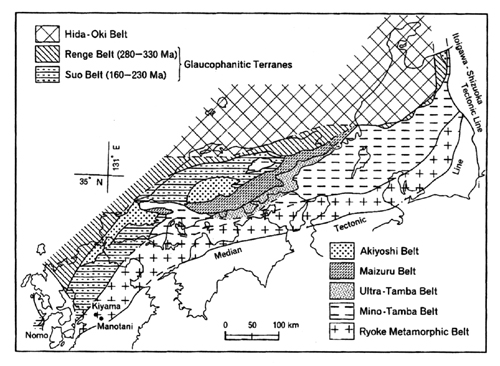 Hida-Oki Belt
Renge Belt (280-330 Ma)
Suo Belt (160-230 Ma)
Glaucophanitic Terranes
Itoigawa-Shizuoka
Tectonic Line
131° E
35° N
Line
Tectonic
Median
Kiyama
Manotani
Nomo
0 50 100 km
Akiyoshi Belt
Maizuru Belt
Ultra-Tamba Belt
Mino-Tamba Belt
Ryoke Metamorphic Belt